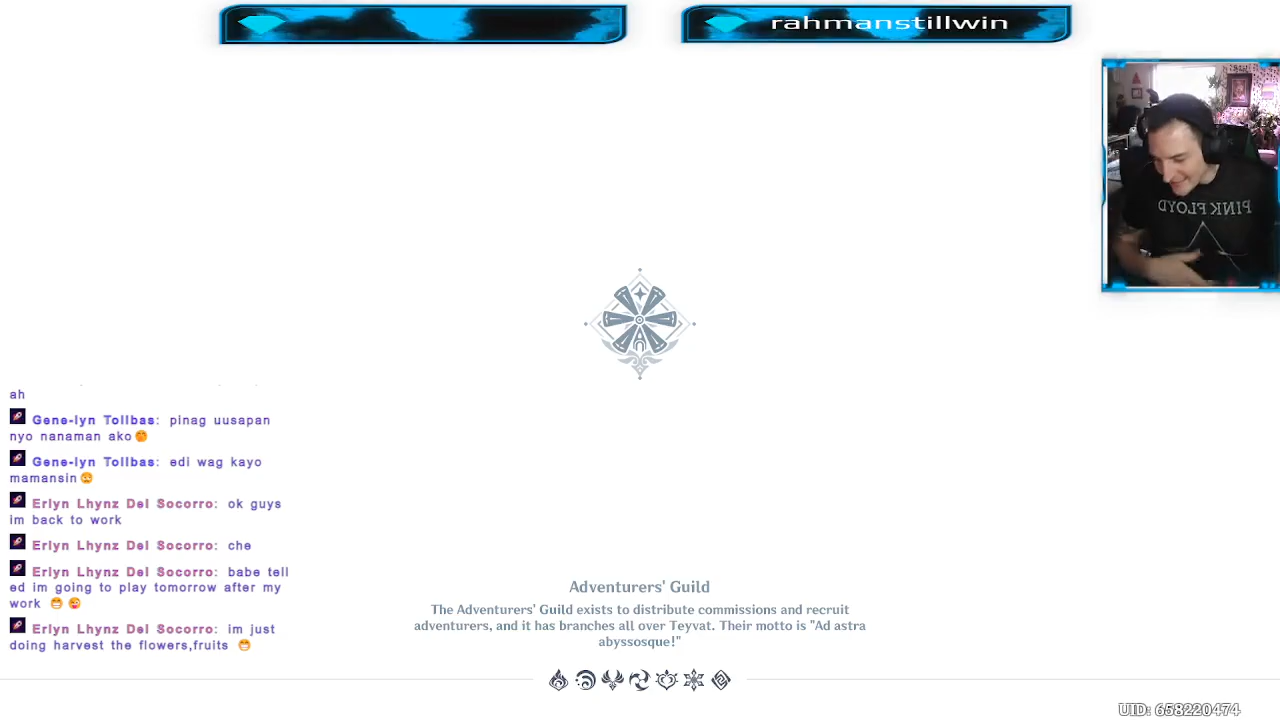 rahmanstillwin
PINK FLOYD
ah
Gene-lyn Tollbas: pinag uusapan
nyo nanaman ako
Gene-lyn Tollbas: edi wag kayo
mamansin
Erlyn Lhynz Del Socorro: ok guys
im back to work
Erlyn Lhynz Del Socorro: che
Erlyn Lhynz Del Socorro: babe tell
ed im going to play tomorrow after my
work
Erlyn Lhynz Del Socorro: im just
doing harvest the flowers,fruits
Adventurers' Guild
The Adventurers' Guild exists to distribute commissions and recruit
adventurers, and it has branches all over Teyvat. Their motto is "Ad astra
abyssosque!"
UID: 658220474